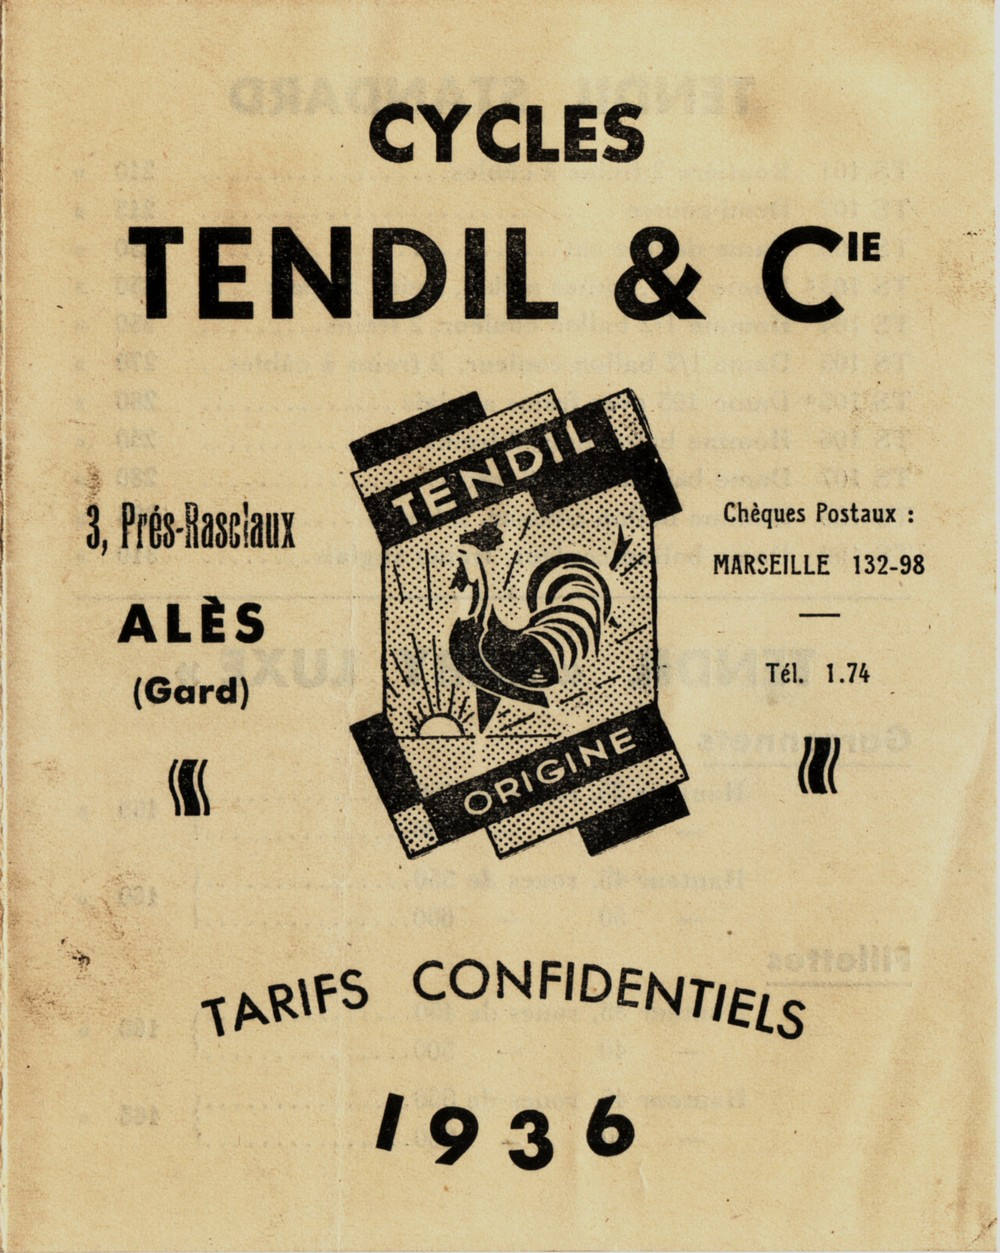 CYCLES
TENDIL & CIE
TENDIL
3, Prés-Rasclaux
ALÈS
(Gard)
Chèques Postaux :
MARSEILLE 132-98
Tél. 1.74
ORIGINE
TARIFS CONFIDENTIELS
1936